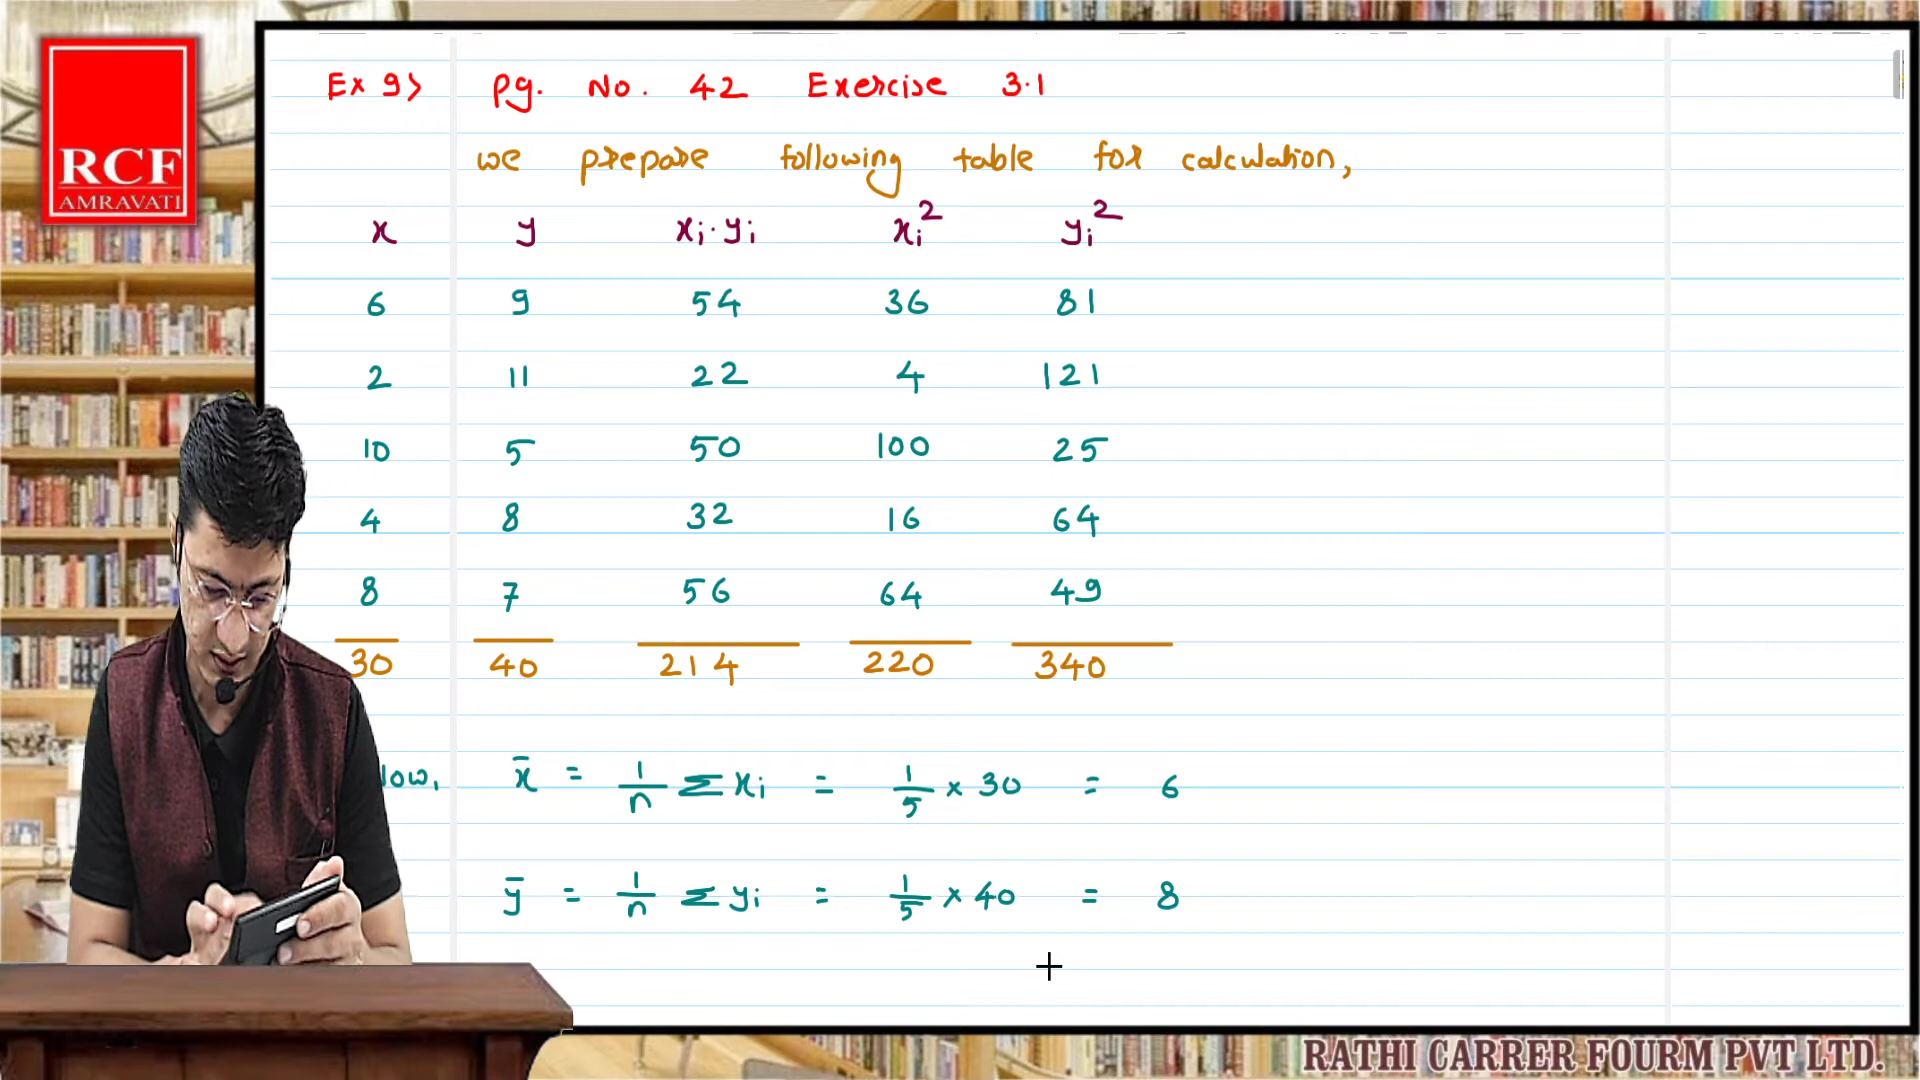 RCF
AMRAVATI
Ex 9> Pg. No. 42 Exercise 3.1
we prepare following table for calculation,
x y xi·yi xi² yi²
6 9 54 36 81
2 11 22 4 121
10 5 50 100 25
4 8 32 16 64
8 7 56 64 49
30 40 214 220 340
x̄ = 1/n Σ xi = 1/5 × 30 = 6
ȳ = 1/n Σ yi = 1/5 × 40 = 8
RATHI CARRER FOURM PVT LTD.